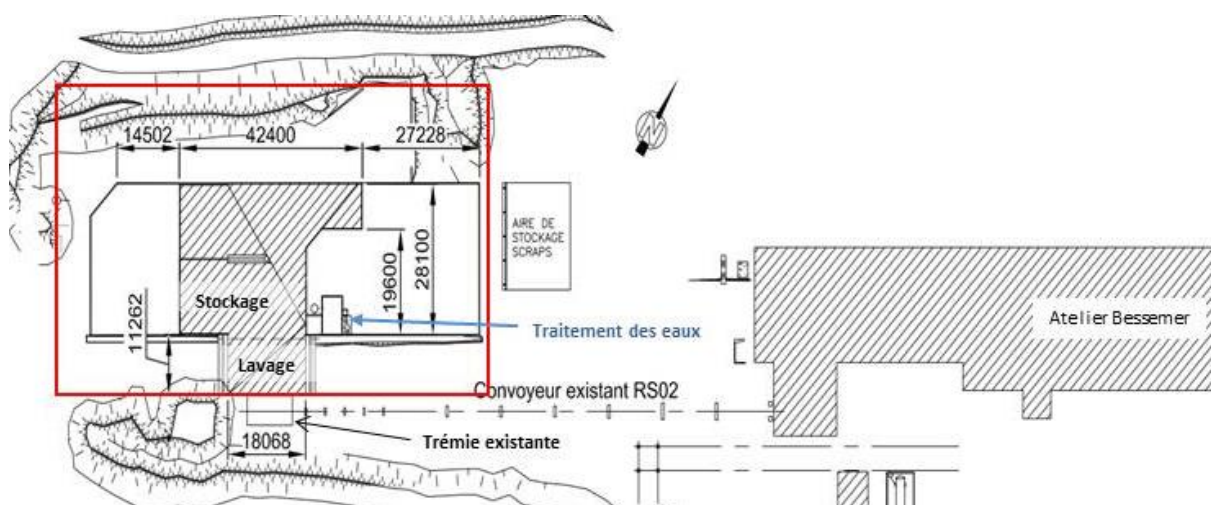 14502
42400
27228
N
AIRE DE
STOCKAGE
SCRAPS
19600
28100
Stockage
11262
Traitement des eaux
Atelier Bessemer
Lavage
Convoyeur existant RS02
Trémie existante
18068